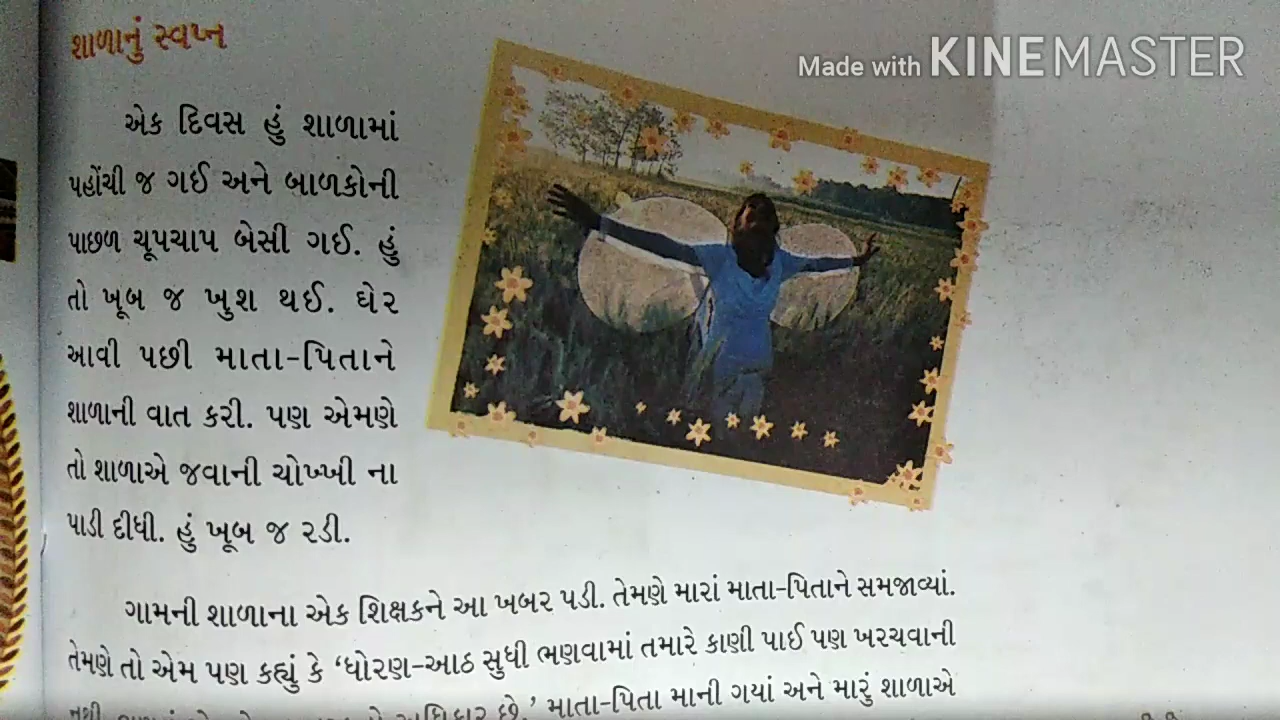 શાળાનું સ્વપ્ન
Made with KINEMASTER
એક દિવસ હું શાળામાં
પહોંચી જ ગઈ અને બાળકોની
પાછળ ચૂપચાપ બેસી ગઈ. હું
તો ખૂબ જ ખુશ થઈ. ઘેર
આવી પછી માતા-પિતાને
શાળાની વાત કરી. પણ એમણે
તો શાળાએ જવાની ચોખ્ખી ના
પાડી દીધી. હું ખૂબ જ રડી.
ગામની શાળાના એક શિક્ષકને આ ખબર પડી. તેમણે મારાં માતા-પિતાને સમજાવ્યાં.
તેમણે તો એમ પણ કહ્યું કે ‘ધોરણ-આઠ સુધી ભણવામાં તમારે કાણી પાઈ પણ ખરચવાની
નથી અધિકાર છે.’ માતા-પિતા માની ગયાં અને મારું શાળાએ